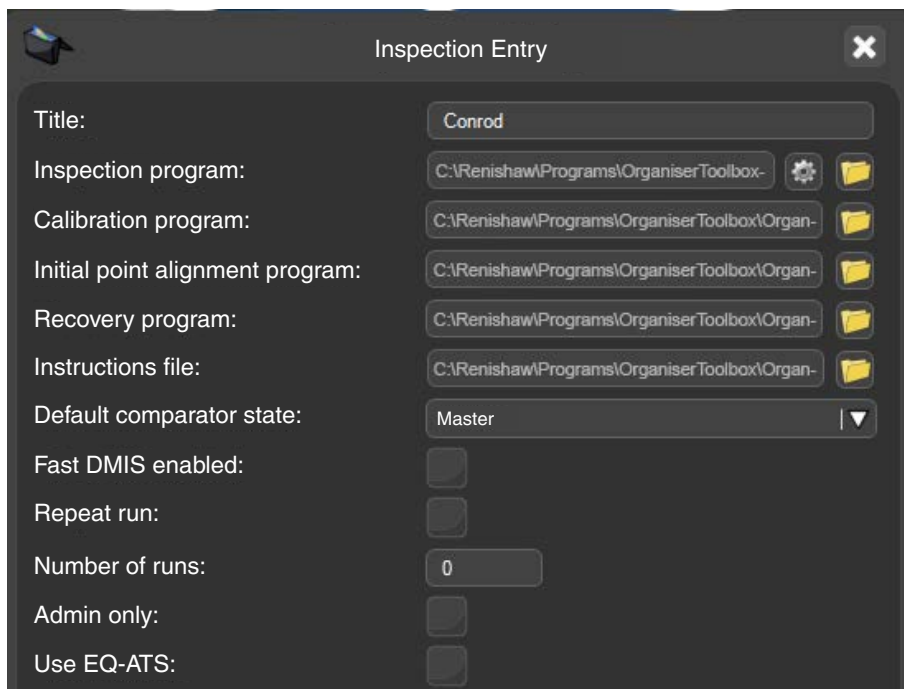 Inspection Entry
Title: Conrod
Inspection program: C:\Renishaw\Programs\OrganiserToolbox-
Calibration program: C:\Renishaw\Programs\OrganiserToolbox\Organ-
Initial point alignment program: C:\Renishaw\Programs\OrganiserToolbox\Organ-
Recovery program: C:\Renishaw\Programs\OrganiserToolbox\Organ-
Instructions file: C:\Renishaw\Programs\OrganiserToolbox\Organ-
Default comparator state: Master
Fast DMIS enabled:
Repeat run:
Number of runs: 0
Admin only:
Use EQ-ATS: